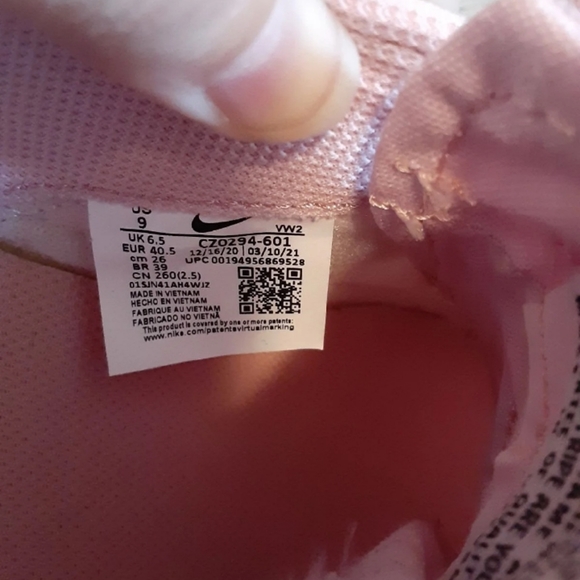 US
9
VW2
UK 6.5
CZ0294-601
EUR 40.5
12/16/20 03/10/21
cm 26
UPC 00194956869528
BR 39
CN 260(2.5)
015JN41AH4WJZ
MADE IN VIETNAM
HECHO EN VIETNAM
FABRIQUE AU VIETNAM
FABRICADO NO VIETNÃ
This product is covered by one or more patents:
www.nike.com/patentsvirtualmarking